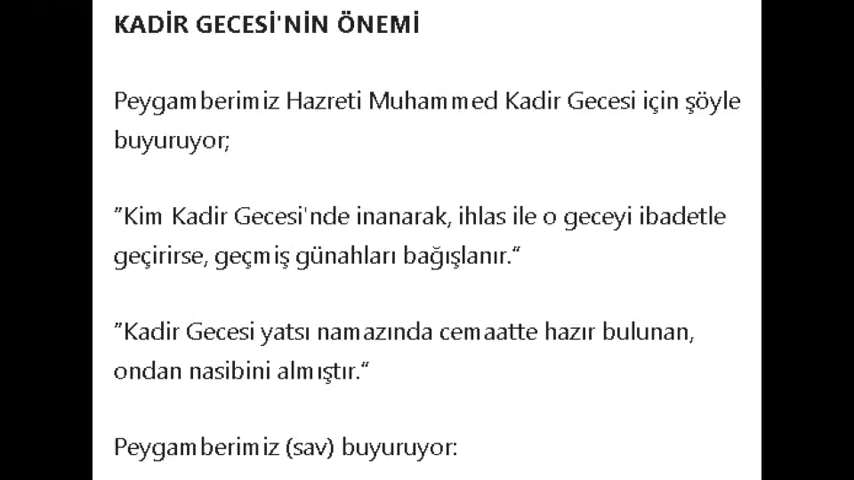 KADİR GECESİ'NİN ÖNEMİ
Peygamberimiz Hazreti Muhammed Kadir Gecesi için şöyle
buyuruyor;
”Kim Kadir Gecesi'nde inanarak, ihlas ile o geceyi ibadetle
geçirirse, geçmiş günahları bağışlanır.“
”Kadir Gecesi yatsı namazında cemaatte hazır bulunan,
ondan nasibini almıştır.“
Peygamberimiz (sav) buyuruyor: